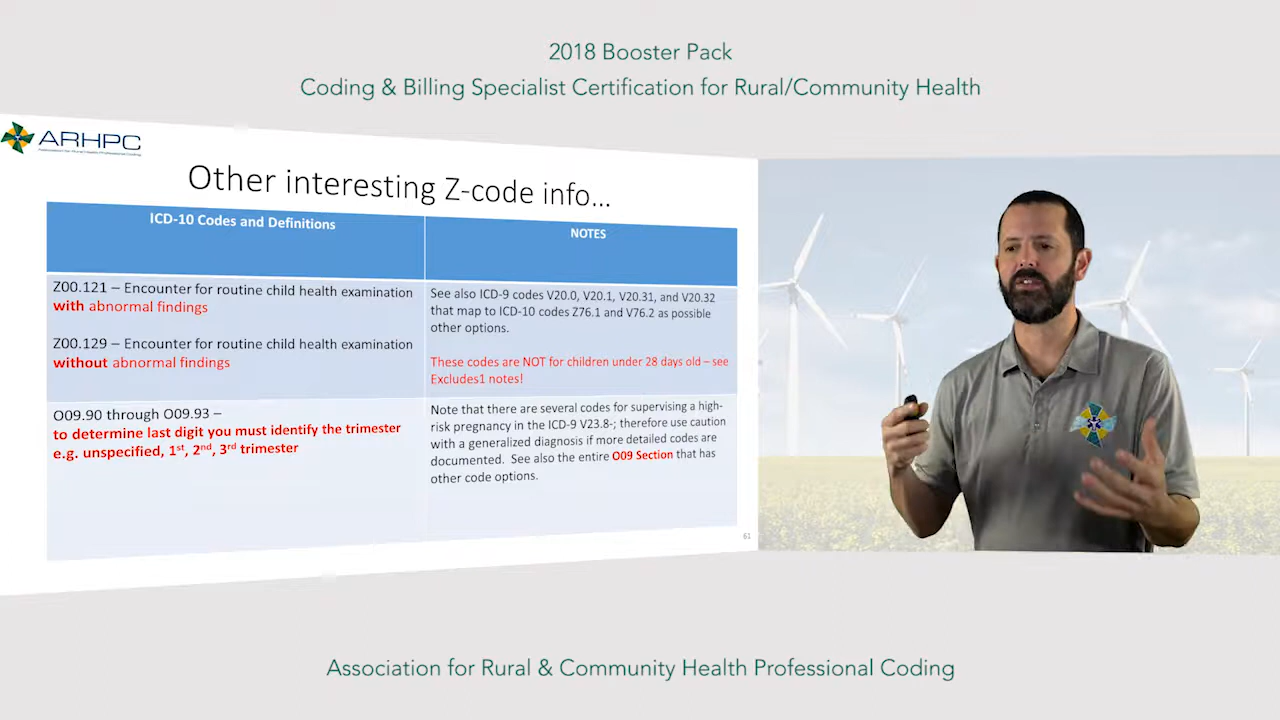 2018 Booster Pack
Coding & Billing Specialist Certification for Rural/Community Health
ARHPC
Association for Rural Health Professional Coding
Other interesting Z-code info...
ICD-10 Codes and Definitions
NOTES
Z00.121 – Encounter for routine child health examination
with abnormal findings
Z00.129 – Encounter for routine child health examination
without abnormal findings
See also ICD-9 codes V20.0, V20.1, V20.31, and V20.32
that map to ICD-10 codes Z76.1 and V76.2 as possible
other options.
These codes are NOT for children under 28 days old – see
Excludes1 notes!
O09.90 through O09.93 –
to determine last digit you must identify the trimester
e.g. unspecified, 1st, 2nd, 3rd trimester
Note that there are several codes for supervising a high-
risk pregnancy in the ICD-9 V23.8-; therefore use caution
with a generalized diagnosis if more detailed codes are
documented. See also the entire O09 Section that has
other code options.
61
Association for Rural & Community Health Professional Coding